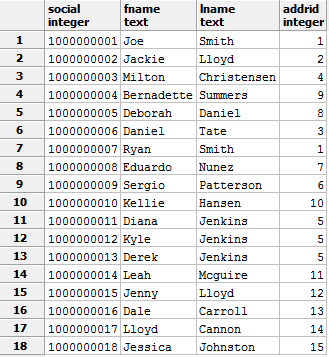 social fname lname addrid
integer text text integer
1 1000000001 Joe Smith 1
2 1000000002 Jackie Lloyd 2
3 1000000003 Milton Christensen 4
4 1000000004 Bernadette Summers 9
5 1000000005 Deborah Daniel 8
6 1000000006 Daniel Tate 3
7 1000000007 Ryan Smith 1
8 1000000008 Eduardo Nunez 7
9 1000000009 Sergio Patterson 6
10 1000000010 Kellie Hansen 10
11 1000000011 Diana Jenkins 5
12 1000000012 Kyle Jenkins 5
13 1000000013 Derek Jenkins 5
14 1000000014 Leah Mcguire 11
15 1000000015 Jenny Lloyd 12
16 1000000016 Dale Carroll 13
17 1000000017 Lloyd Cannon 14
18 1000000018 Jessica Johnston 15